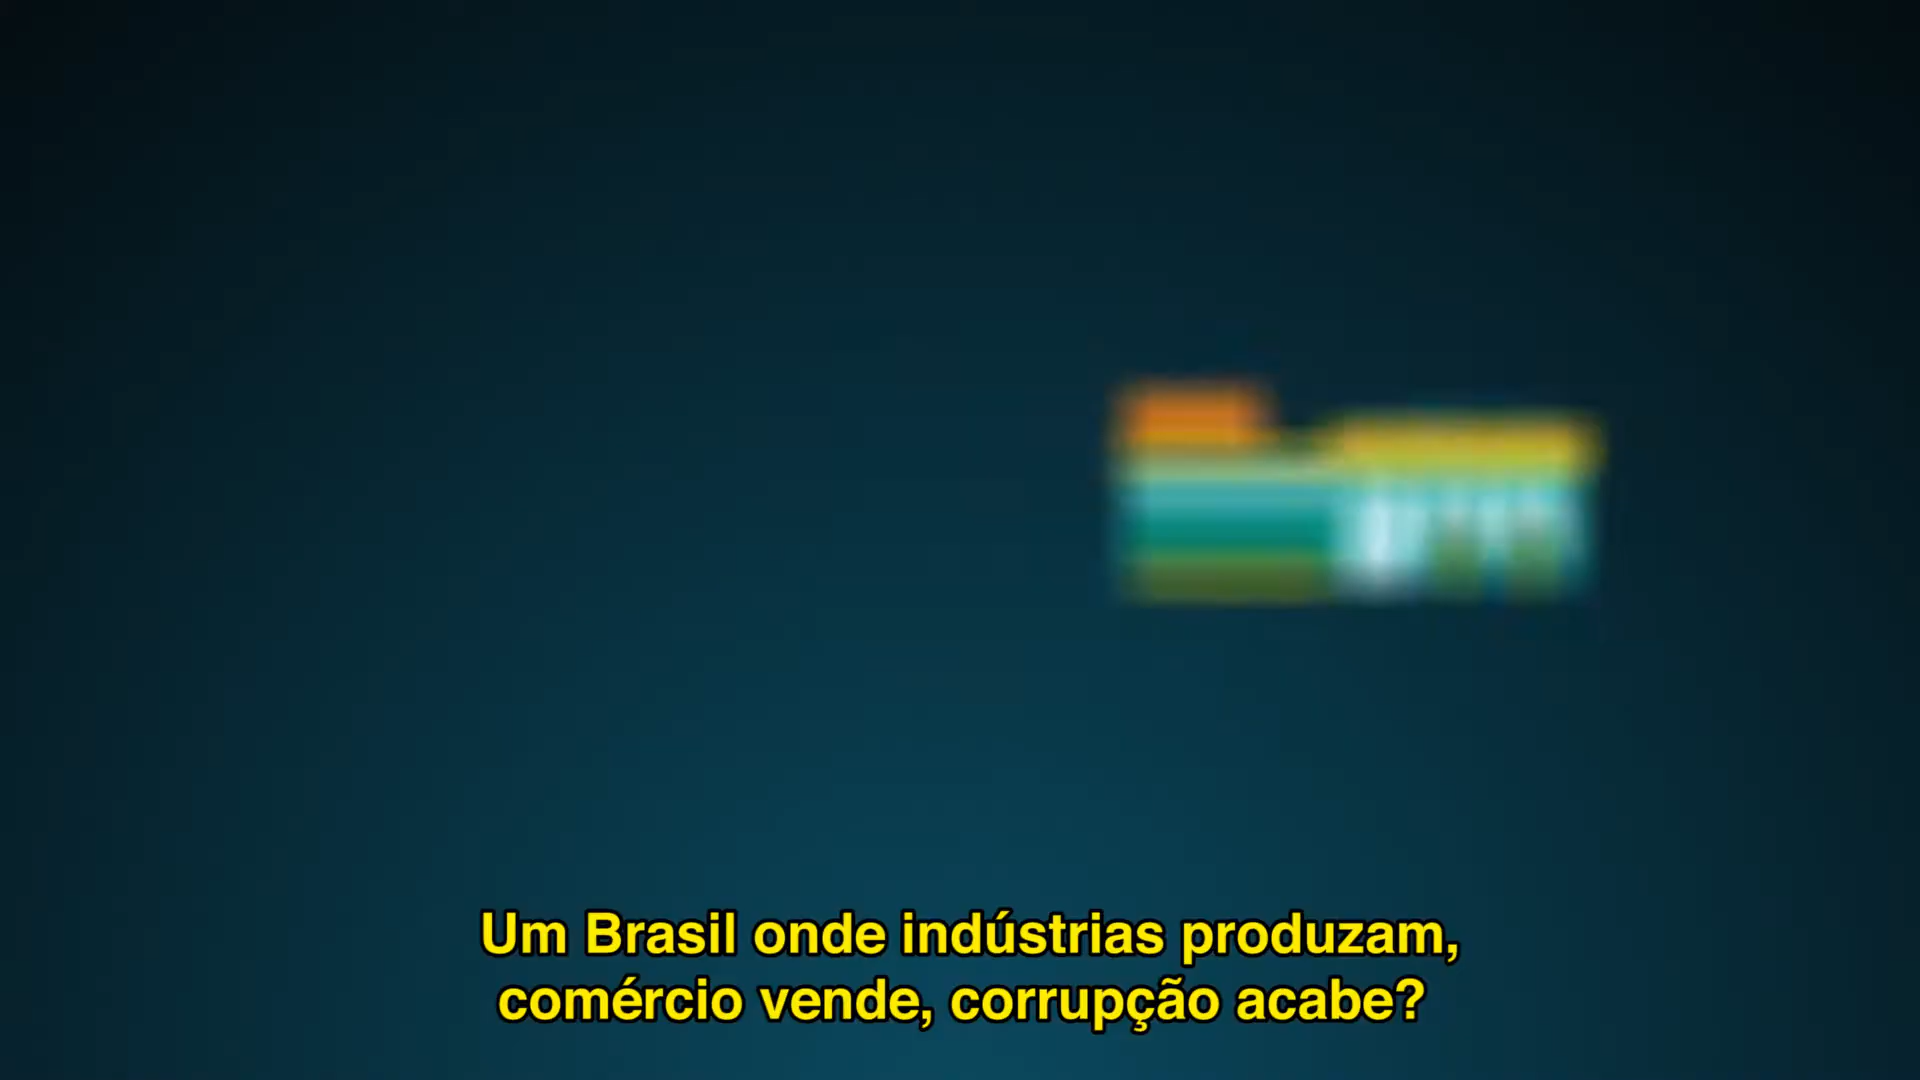 Um Brasil onde indústrias produzam,
comércio vende, corrupção acabe?